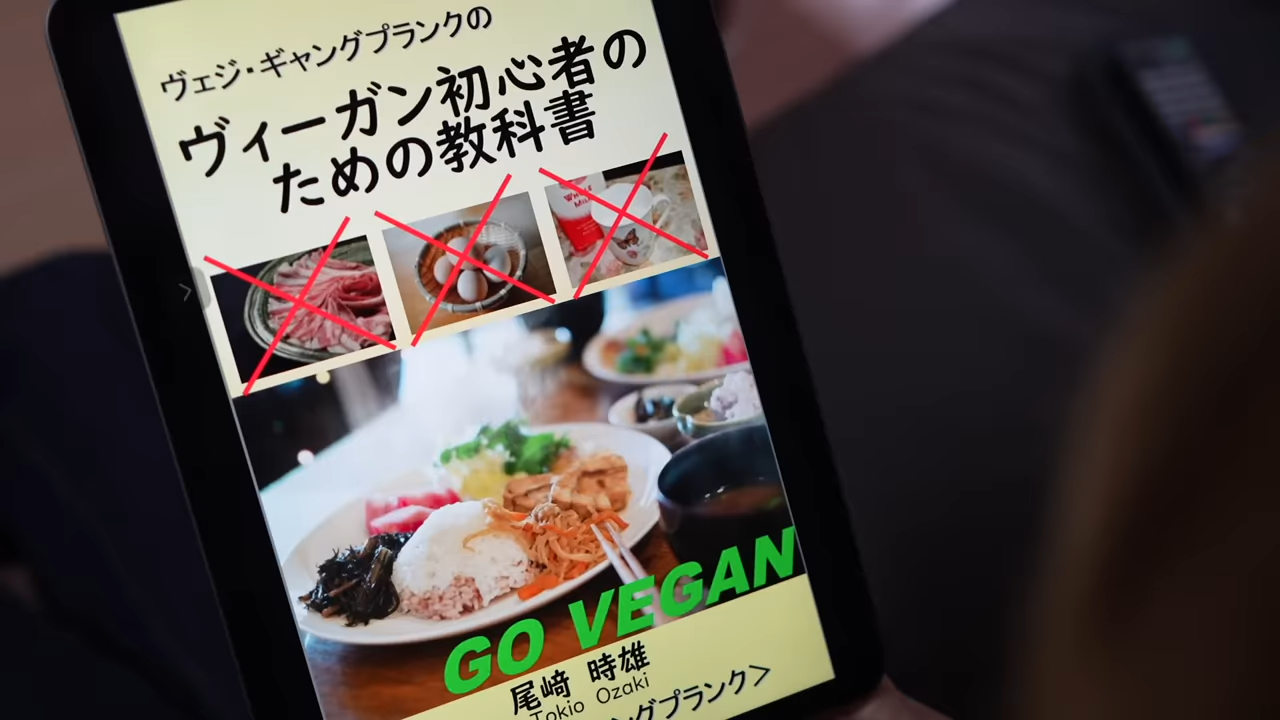 ヴェジ・ギャングプランクの
ヴィーガン初心者の
ための教科書
GO VEGAN
尾﨑 時雄
Tokio Ozaki
ングプランク＞